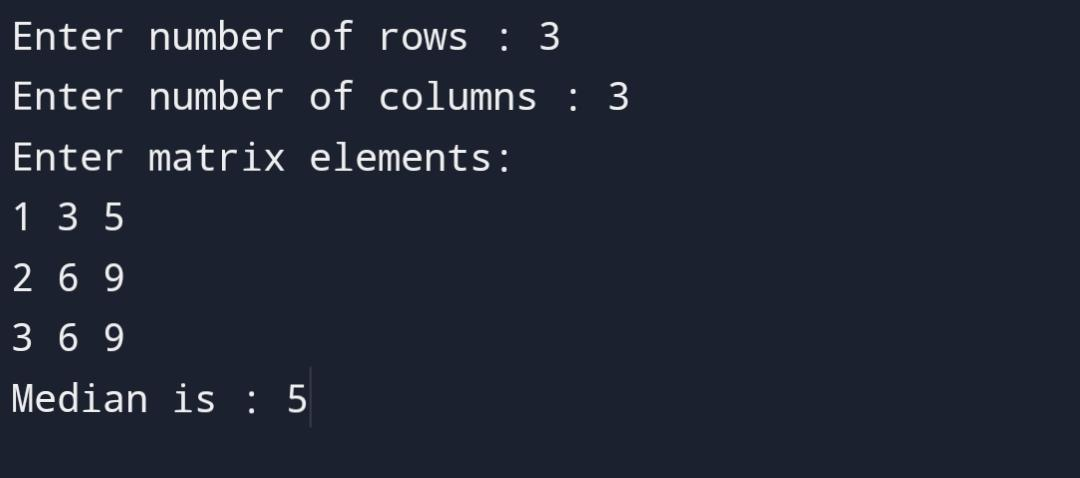 Enter number of rows : 3
Enter number of columns : 3
Enter matrix elements:
1 3 5
2 6 9
3 6 9
Median is : 5